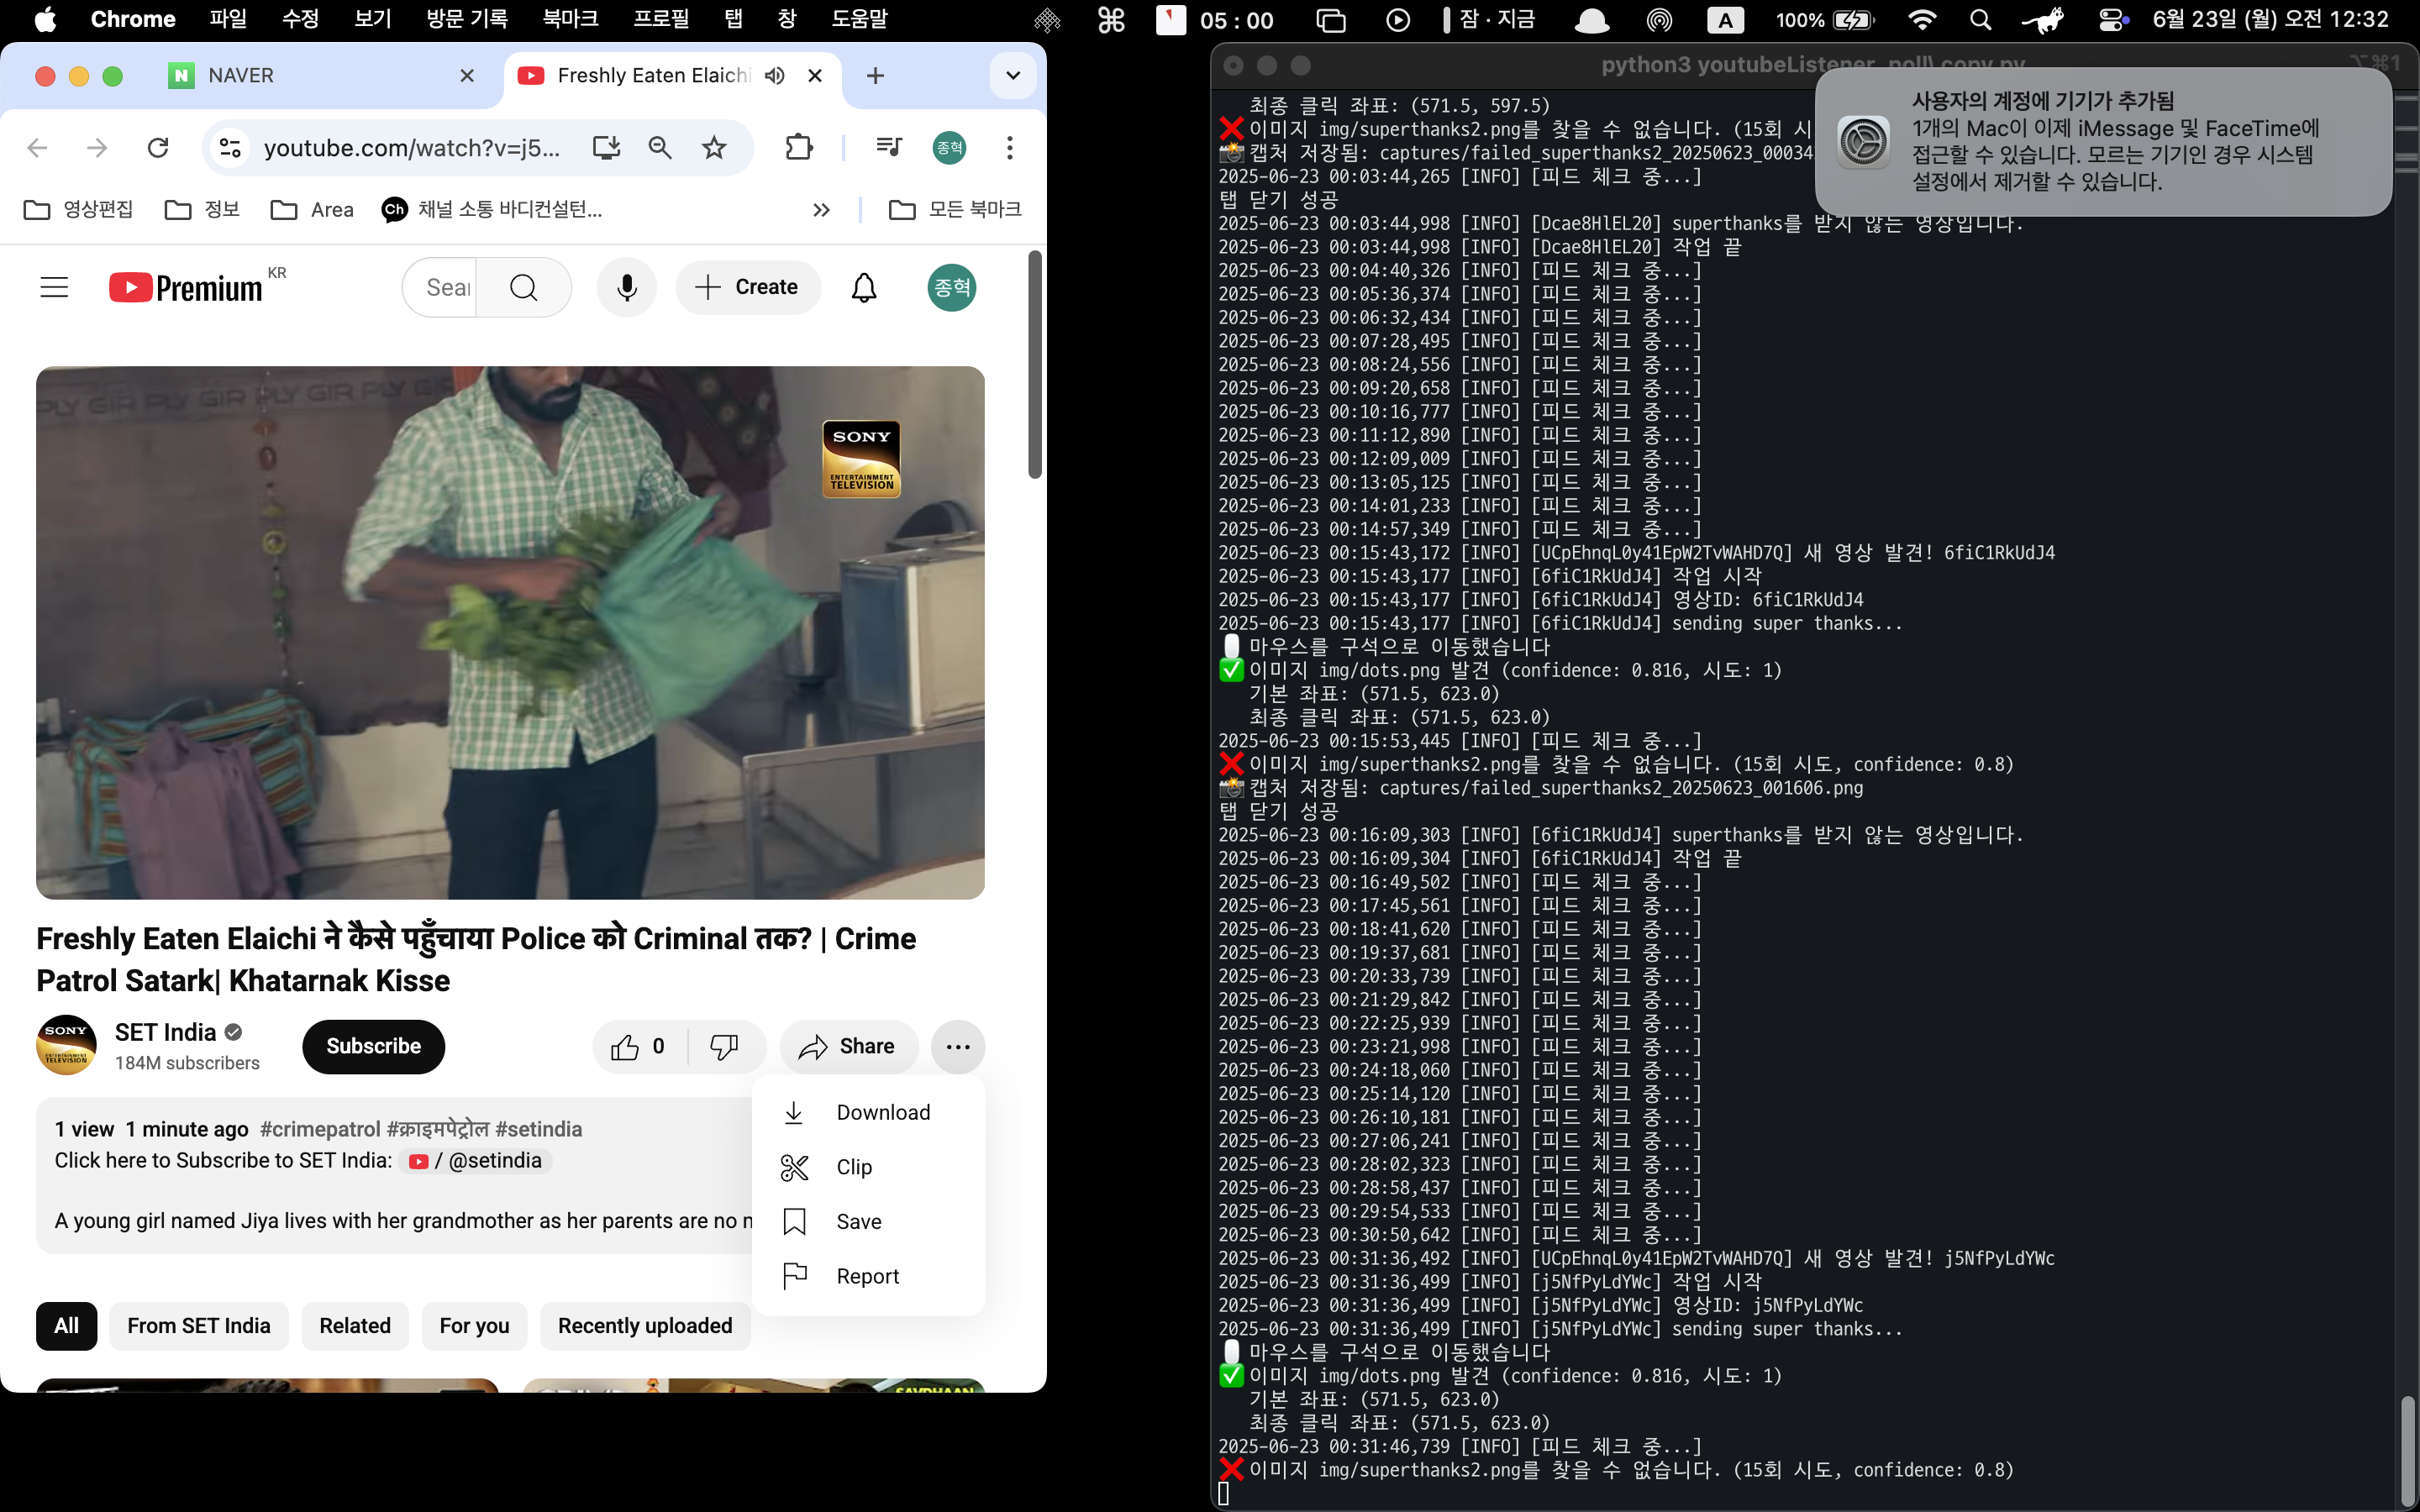 Chrome 파일 수정 보기 방문 기록 북마크 프로필 탭 창 도움말
05 : 00 잠 · 지금 A 100% 6월 23일 (월) 오전 12:32
NAVER
Freshly Eaten Elaichi
youtube.com/watch?v=j5...
종혁
영상편집 정보 Area 채널 소통 바디컨설턴... 모든 북마크
Premium KR
Create
종혁
PLY GIR PLY GIR PLY GIR PLY GIR
SONY
ENTERTAINMENT
TELEVISION
Freshly Eaten Elaichi ने कैसे पहुँचाया Police को Criminal तक? | Crime
Patrol Satark| Khatarnak Kisse
SONY
SET India
184M subscribers
Subscribe
0
Share
Download
Clip
Save
Report
1 view 1 minute ago #crimepatrol #क्राइमपेट्रोल #setindia
Click here to Subscribe to SET India: / @setindia
A young girl named Jiya lives with her grandmother as her parents are no
All
From SET India
Related
For you
Recently uploaded
python3 youtubeListener_poll\ copy.py
⌥⌘1
사용자의 계정에 기기가 추가됨
1개의 Mac이 이제 iMessage 및 FaceTime에
접근할 수 있습니다. 모르는 기기인 경우 시스템
설정에서 제거할 수 있습니다.
최종 클릭 좌표: (571.5, 597.5)
❌ 이미지 img/superthanks2.png를 찾을 수 없습니다. (15회 시
📸 캡처 저장됨: captures/failed_superthanks2_20250623_00034
2025-06-23 00:03:44,265 [INFO] [피드 체크 중...]
탭 닫기 성공
2025-06-23 00:03:44,998 [INFO] [Dcae8HlEL20] superthanks를 받지 않는 영상입니다.
2025-06-23 00:03:44,998 [INFO] [Dcae8HlEL20] 작업 끝
2025-06-23 00:04:40,326 [INFO] [피드 체크 중...]
2025-06-23 00:05:36,374 [INFO] [피드 체크 중...]
2025-06-23 00:06:32,434 [INFO] [피드 체크 중...]
2025-06-23 00:07:28,495 [INFO] [피드 체크 중...]
2025-06-23 00:08:24,556 [INFO] [피드 체크 중...]
2025-06-23 00:09:20,658 [INFO] [피드 체크 중...]
2025-06-23 00:10:16,777 [INFO] [피드 체크 중...]
2025-06-23 00:11:12,890 [INFO] [피드 체크 중...]
2025-06-23 00:12:09,009 [INFO] [피드 체크 중...]
2025-06-23 00:13:05,125 [INFO] [피드 체크 중...]
2025-06-23 00:14:01,233 [INFO] [피드 체크 중...]
2025-06-23 00:14:57,349 [INFO] [피드 체크 중...]
2025-06-23 00:15:43,172 [INFO] [UCpEhnqL0y41EpW2TvWAHD7Q] 새 영상 발견! 6fiC1RkUdJ4
2025-06-23 00:15:43,177 [INFO] [6fiC1RkUdJ4] 작업 시작
2025-06-23 00:15:43,177 [INFO] [6fiC1RkUdJ4] 영상ID: 6fiC1RkUdJ4
2025-06-23 00:15:43,177 [INFO] [6fiC1RkUdJ4] sending super thanks...
마우스를 구석으로 이동했습니다
✅ 이미지 img/dots.png 발견 (confidence: 0.816, 시도: 1)
기본 좌표: (571.5, 623.0)
최종 클릭 좌표: (571.5, 623.0)
2025-06-23 00:15:53,445 [INFO] [피드 체크 중...]
❌ 이미지 img/superthanks2.png를 찾을 수 없습니다. (15회 시도, confidence: 0.8)
📸 캡처 저장됨: captures/failed_superthanks2_20250623_001606.png
탭 닫기 성공
2025-06-23 00:16:09,303 [INFO] [6fiC1RkUdJ4] superthanks를 받지 않는 영상입니다.
2025-06-23 00:16:09,304 [INFO] [6fiC1RkUdJ4] 작업 끝
2025-06-23 00:16:49,502 [INFO] [피드 체크 중...]
2025-06-23 00:17:45,561 [INFO] [피드 체크 중...]
2025-06-23 00:18:41,620 [INFO] [피드 체크 중...]
2025-06-23 00:19:37,681 [INFO] [피드 체크 중...]
2025-06-23 00:20:33,739 [INFO] [피드 체크 중...]
2025-06-23 00:21:29,842 [INFO] [피드 체크 중...]
2025-06-23 00:22:25,939 [INFO] [피드 체크 중...]
2025-06-23 00:23:21,998 [INFO] [피드 체크 중...]
2025-06-23 00:24:18,060 [INFO] [피드 체크 중...]
2025-06-23 00:25:14,120 [INFO] [피드 체크 중...]
2025-06-23 00:26:10,181 [INFO] [피드 체크 중...]
2025-06-23 00:27:06,241 [INFO] [피드 체크 중...]
2025-06-23 00:28:02,323 [INFO] [피드 체크 중...]
2025-06-23 00:28:58,437 [INFO] [피드 체크 중...]
2025-06-23 00:29:54,533 [INFO] [피드 체크 중...]
2025-06-23 00:30:50,642 [INFO] [피드 체크 중...]
2025-06-23 00:31:36,492 [INFO] [UCpEhnqL0y41EpW2TvWAHD7Q] 새 영상 발견! j5NfPyLdYWc
2025-06-23 00:31:36,499 [INFO] [j5NfPyLdYWc] 작업 시작
2025-06-23 00:31:36,499 [INFO] [j5NfPyLdYWc] 영상ID: j5NfPyLdYWc
2025-06-23 00:31:36,499 [INFO] [j5NfPyLdYWc] sending super thanks...
마우스를 구석으로 이동했습니다
✅ 이미지 img/dots.png 발견 (confidence: 0.816, 시도: 1)
기본 좌표: (571.5, 623.0)
최종 클릭 좌표: (571.5, 623.0)
2025-06-23 00:31:46,739 [INFO] [피드 체크 중...]
❌ 이미지 img/superthanks2.png를 찾을 수 없습니다. (15회 시도, confidence: 0.8)